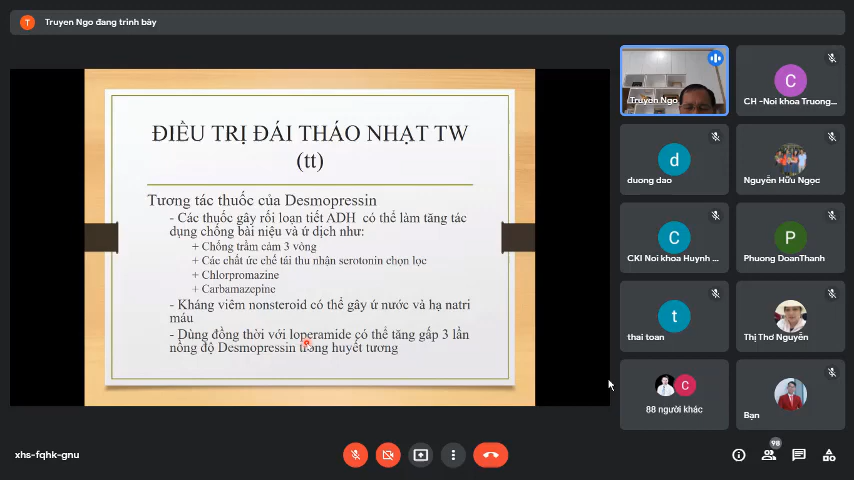 T
Truyen Ngo đang trình bày
ĐIỀU TRỊ ĐÁI THÁO NHẠT TW
(tt)
Tương tác thuốc của Desmopressin
- Các thuốc gây rối loạn tiết ADH có thể làm tăng tác
dụng chống bài niệu và ứ dịch như:
+ Chống trầm cảm 3 vòng
+ Các chất ức chế tái thu nhận serotonin chọn lọc
+ Chlorpromazine
+ Carbamazepine
- Kháng viêm nonsteroid có thể gây ứ nước và hạ natri
máu
- Dùng đồng thời với loperamide có thể tăng gấp 3 lần
nồng độ Desmopressin trong huyết tương
Truyen Ngo
C
CH -Noi khoa Truong...
d
duong dao
Nguyễn Hữu Ngọc
C
CKI Noi khoa Huynh ...
P
Phuong DoanThanh
t
thai toan
Thị Thơ Nguyễn
C
88 người khác
Bạn
xhs-fqhk-gnu
98